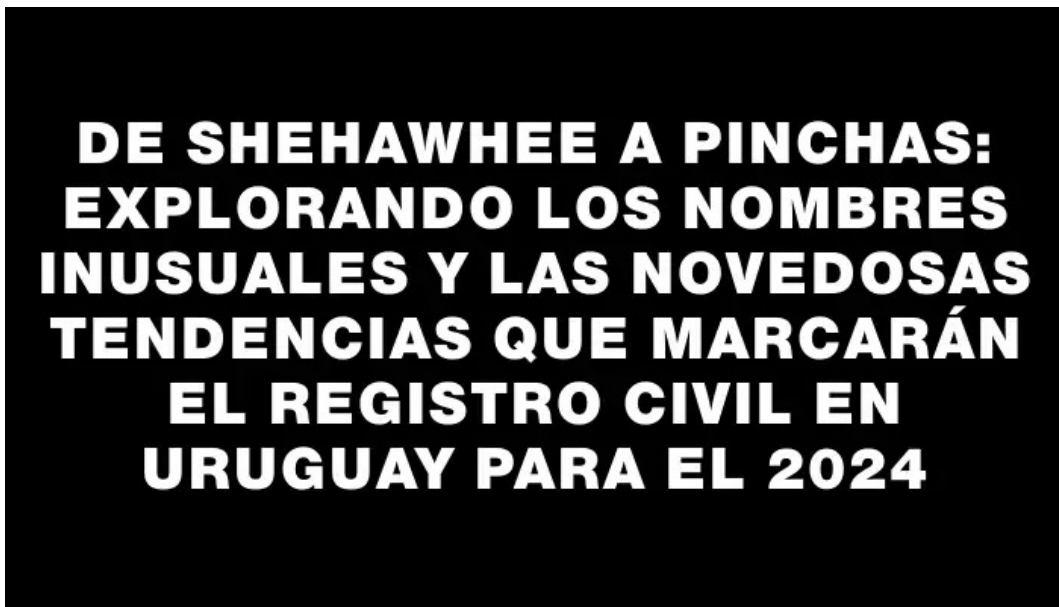 DE SHEHAWHEE A PINCHAS:
EXPLORANDO LOS NOMBRES
INUSUALES Y LAS NOVEDOSAS
TENDENCIAS QUE MARCARÁN
EL REGISTRO CIVIL EN
URUGUAY PARA EL 2024